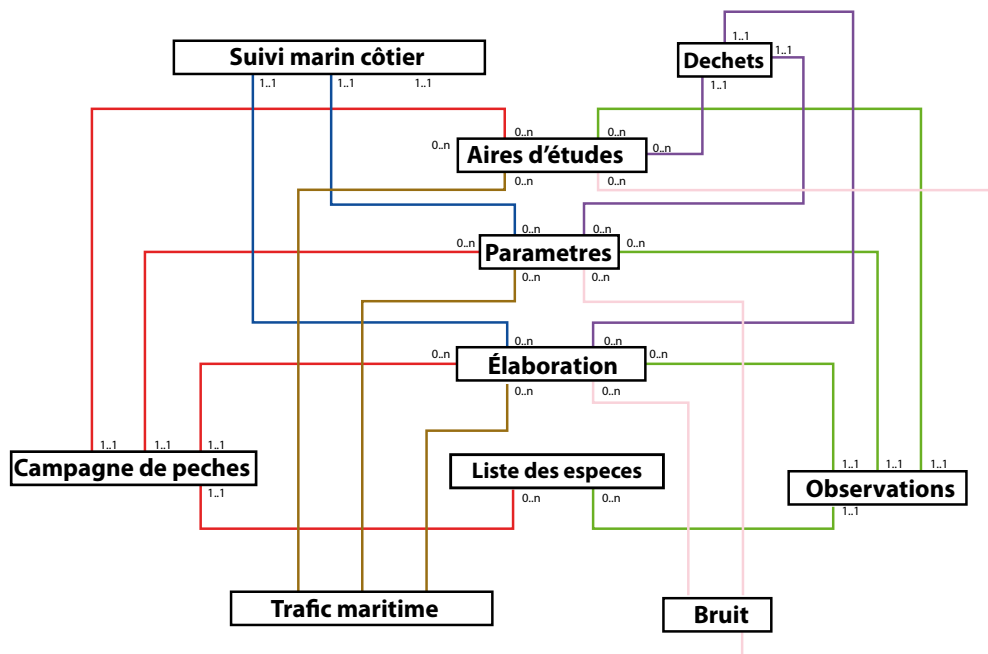 Suivi marin côtier
1..1 1..1 1..1
1..1
Dechets
1..1
1..1
0..n 0..n
0..n
Aires d'études
0..n
0..n 0..n
0..n 0..n
0..n
Parametres
0..n
0..n 0..n
0..n 0..n
0..n
Élaboration
0..n
0..n 0..n
1..1 1..1 1..1
Campagne de peches
1..1
Liste des especes
0..n 0..n
1..1 1..1 1..1
Observations
1..1
Trafic maritime
Bruit